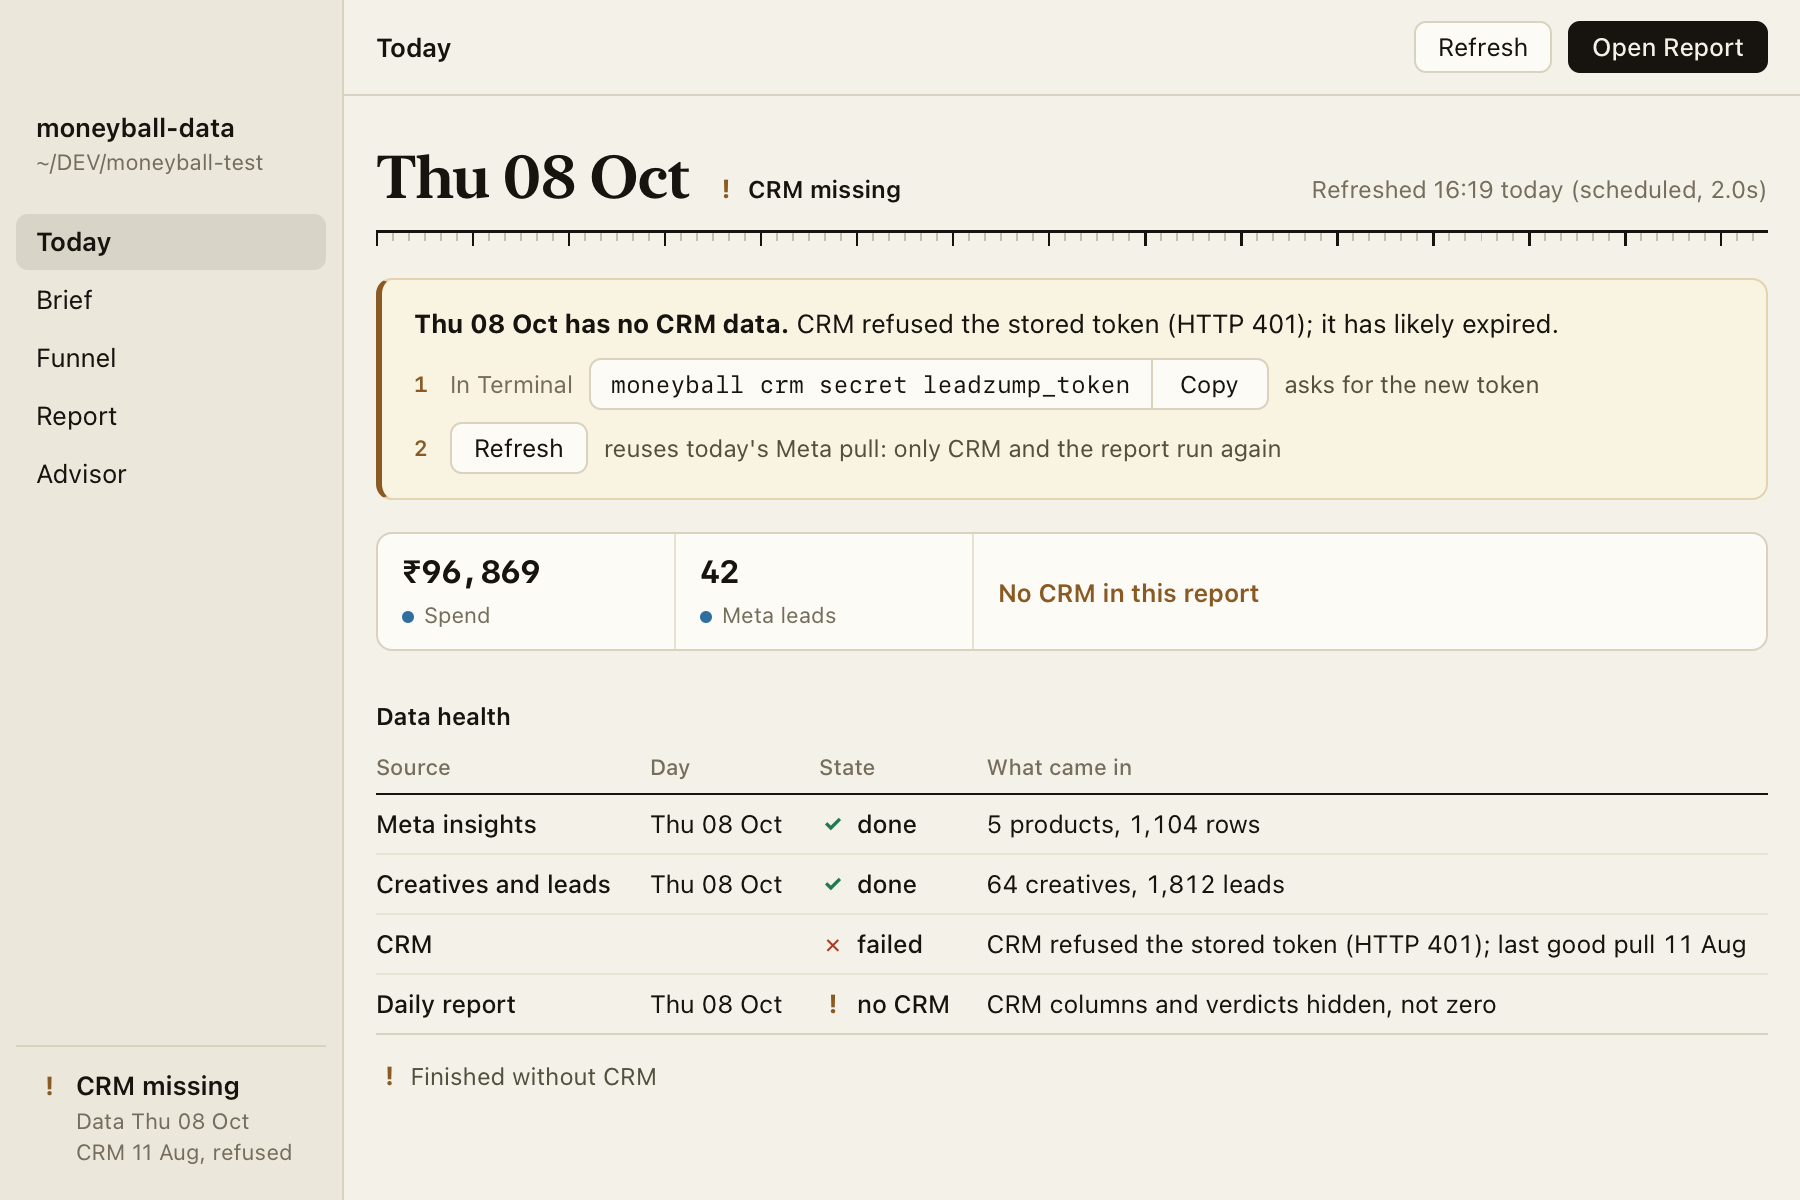 Today
Refresh
Open Report
moneyball-data
~/DEV/moneyball-test
Today
Brief
Funnel
Report
Advisor
! CRM missing
Data Thu 08 Oct
CRM 11 Aug, refused
Thu 08 Oct ! CRM missing Refreshed 16:19 today (scheduled, 2.0s)
Thu 08 Oct has no CRM data. CRM refused the stored token (HTTP 401); it has likely expired.
1 In Terminal moneyball crm secret leadzump_token Copy asks for the new token
2 Refresh reuses today's Meta pull: only CRM and the report run again
₹96,869 42
Spend Meta leads
No CRM in this report
Data health
Source Day State What came in
Meta insights Thu 08 Oct ✓ done 5 products, 1,104 rows
Creatives and leads Thu 08 Oct ✓ done 64 creatives, 1,812 leads
CRM × failed CRM refused the stored token (HTTP 401); last good pull 11 Aug
Daily report Thu 08 Oct ! no CRM CRM columns and verdicts hidden, not zero
! Finished without CRM